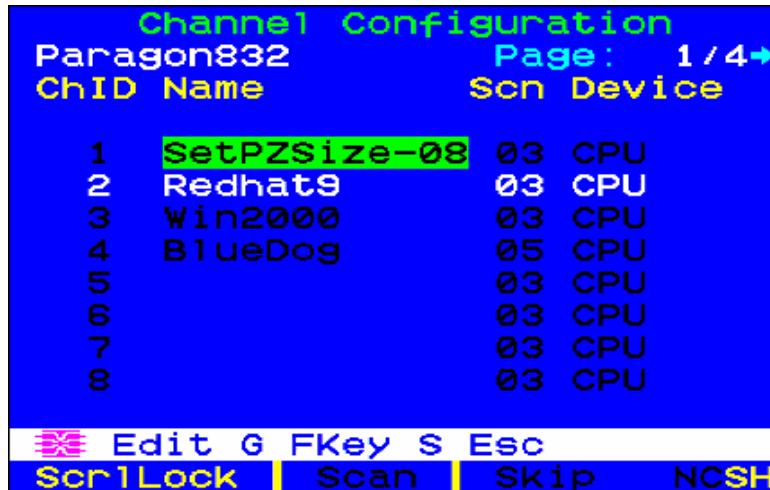 Channel Configuration
Paragon832 Page: 1/4→
ChID Name Scn Device
1 SetPZSize-08 03 CPU
2 Redhat9 03 CPU
3 Win2000 03 CPU
4 BlueDog 05 CPU
5 03 CPU
6 03 CPU
7 03 CPU
8 03 CPU
Edit G FKey S Esc
ScrlLock Scan Skip NCSH